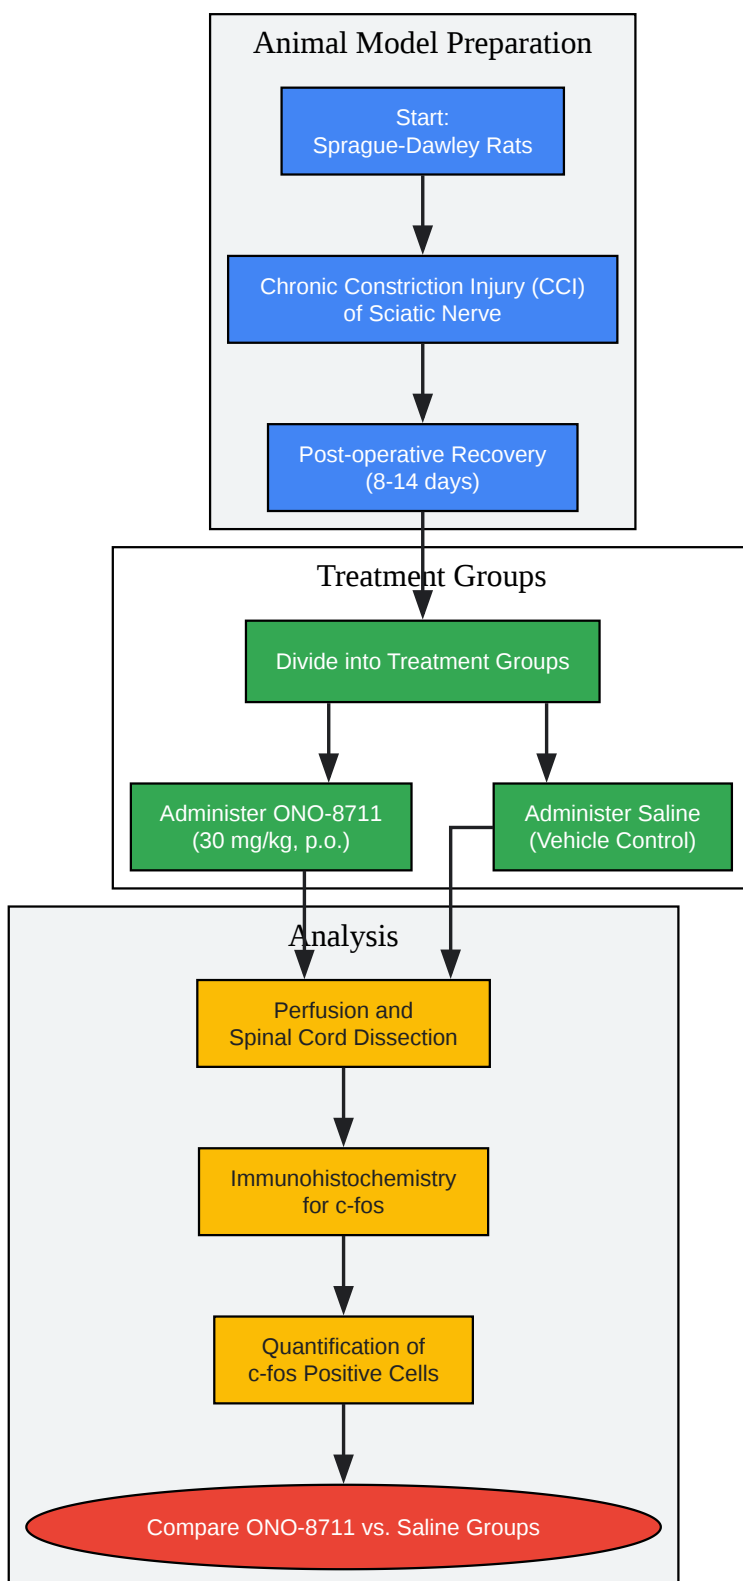 Animal Model Preparation
Start:
Sprague-Dawley Rats
Chronic Constriction Injury (CCI)
of Sciatic Nerve
Post-operative Recovery
(8-14 days)
Treatment Groups
Divide into Treatment Groups
Administer ONO-8711
(30 mg/kg, p.o.)
Administer Saline
(Vehicle Control)
Analysis
Perfusion and
Spinal Cord Dissection
Immunohistochemistry
for c-fos
Quantification of
c-fos Positive Cells
Compare ONO-8711 vs. Saline Groups